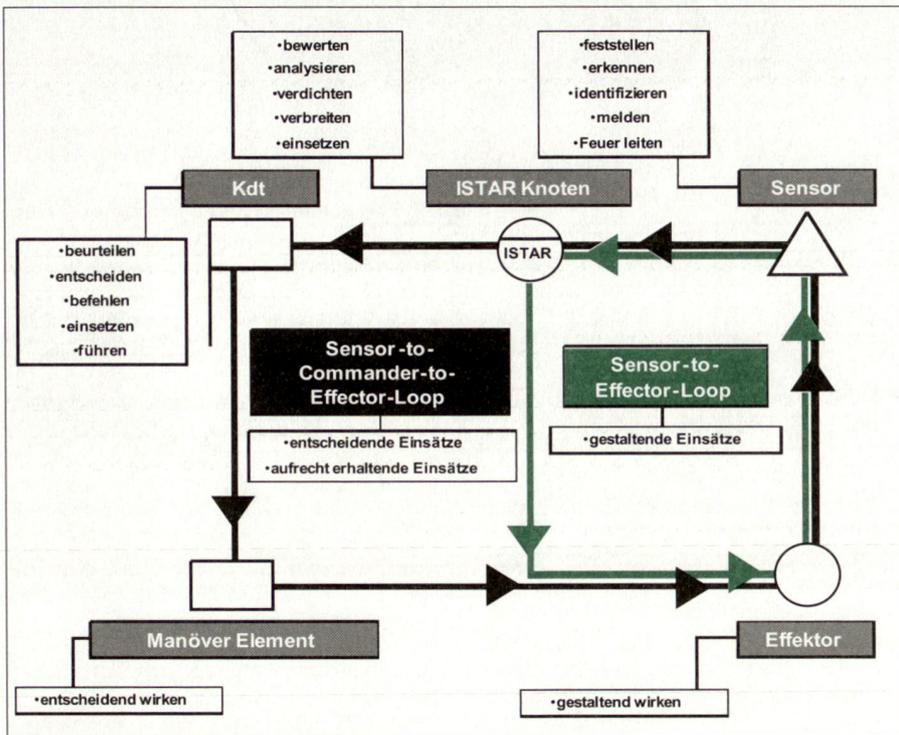 •bewerten
•analysieren
•verdichten
•verbreiten
•einsetzen
•feststellen
•erkennen
•identifizieren
•melden
•Feuer leiten
Kdt
ISTAR Knoten
Sensor
•beurteilen
•entscheiden
•befehlen
•einsetzen
•führen
ISTAR
Sensor-to-
Commander-to-
Effector-Loop
•entscheidende Einsätze
•aufrecht erhaltende Einsätze
Sensor-to-
Effector-Loop
•gestaltende Einsätze
Manöver Element
•entscheidend wirken
Effektor
•gestaltend wirken